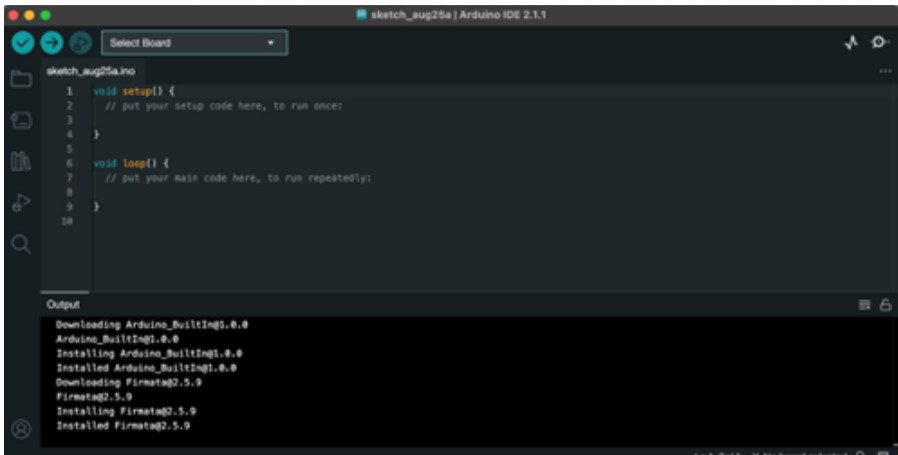 sketch_aug25a | Arduino IDE 2.1.1
Select Board
sketch_aug25a.ino
1 void setup() {
2 // put your setup code here, to run once:
3
4 }
5
6 void loop() {
7 // put your main code here, to run repeatedly:
8
9 }
10
Output
Downloading Arduino_BuiltIn@1.0.0
Arduino_BuiltIn@1.0.0
Installing Arduino_BuiltIn@1.0.0
Installed Arduino_BuiltIn@1.0.0
Downloading Firmata@2.5.9
Firmata@2.5.9
Installing Firmata@2.5.9
Installed Firmata@2.5.9